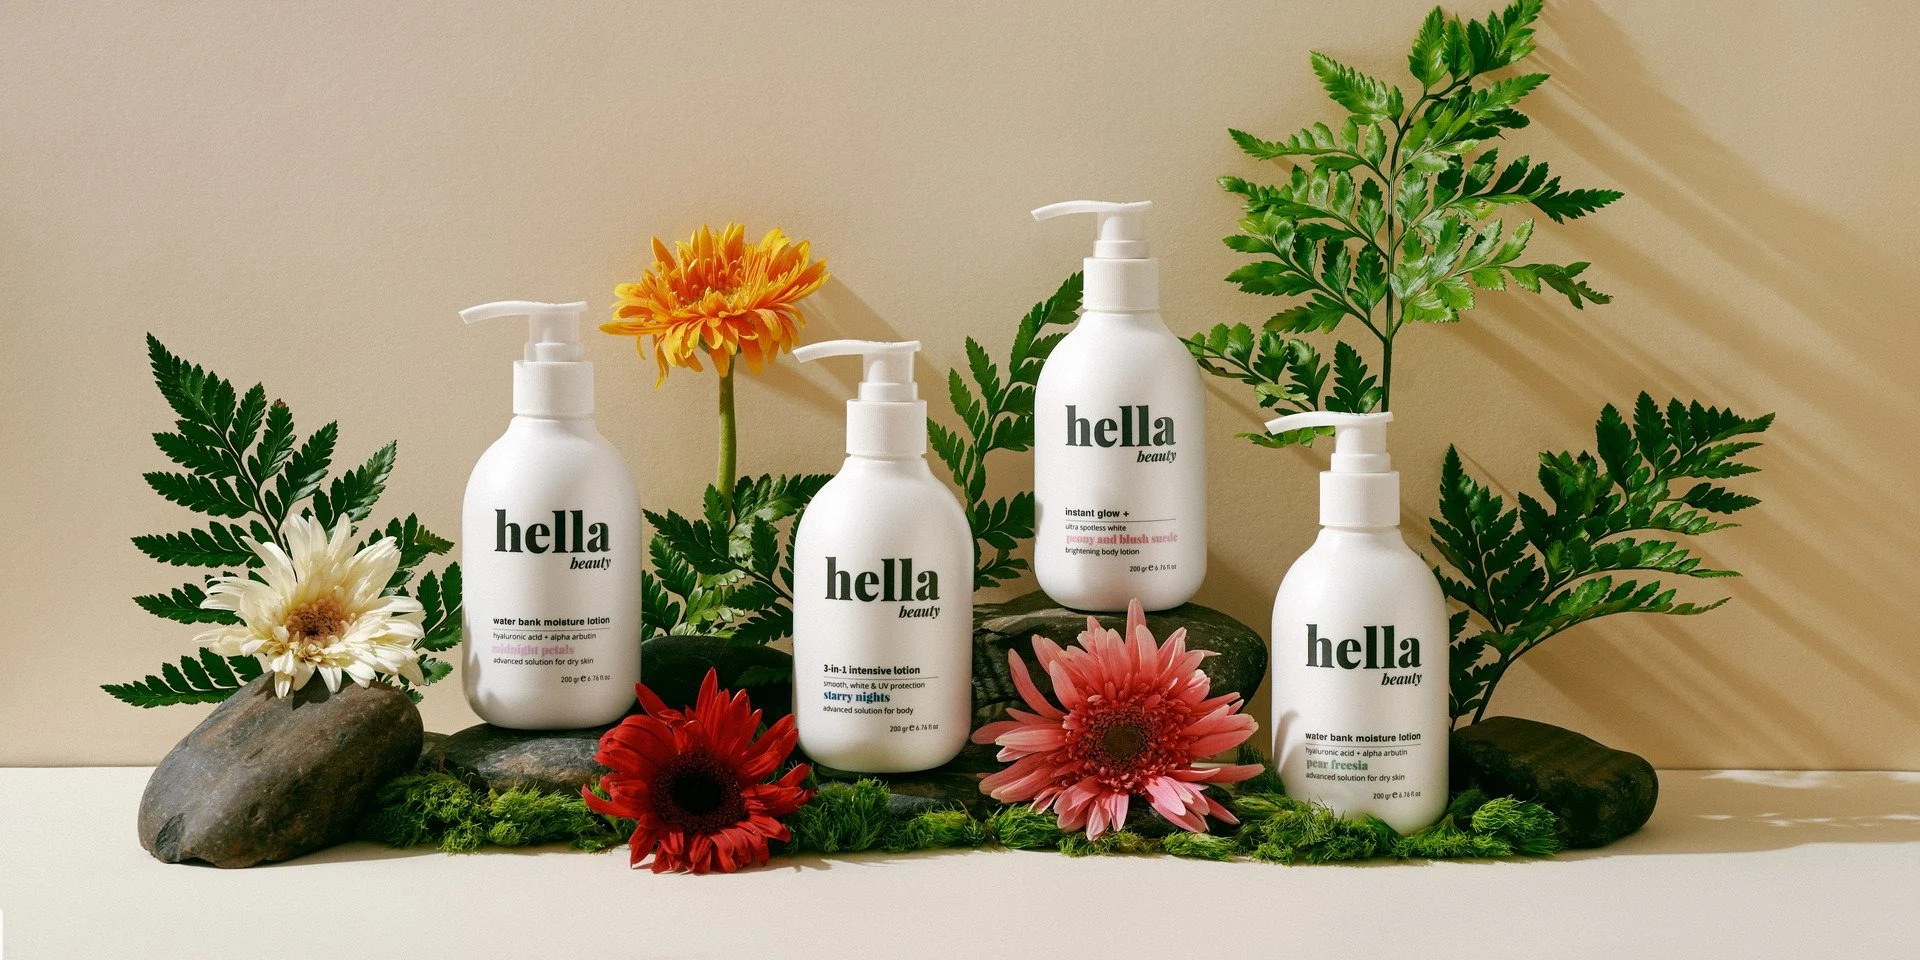 hella
beauty
water bank moisture lotion
hyaluronic acid + alpha arbutin
midnight petals
advanced solution for dry skin
200 gr e 6.76 fl oz
hella
beauty
3-in-1 intensive lotion
smooth, white & UV protection
starry nights
advanced solution for body
200 gr e 6.76 fl oz
hella
beauty
instant glow +
ultra spotless white
peony and blush suede
brightening body lotion
200 gr e 6.76 fl oz
hella
beauty
water bank moisture lotion
hyaluronic acid + alpha arbutin
pear freesia
advanced solution for dry skin
200 gr e 6.76 fl oz